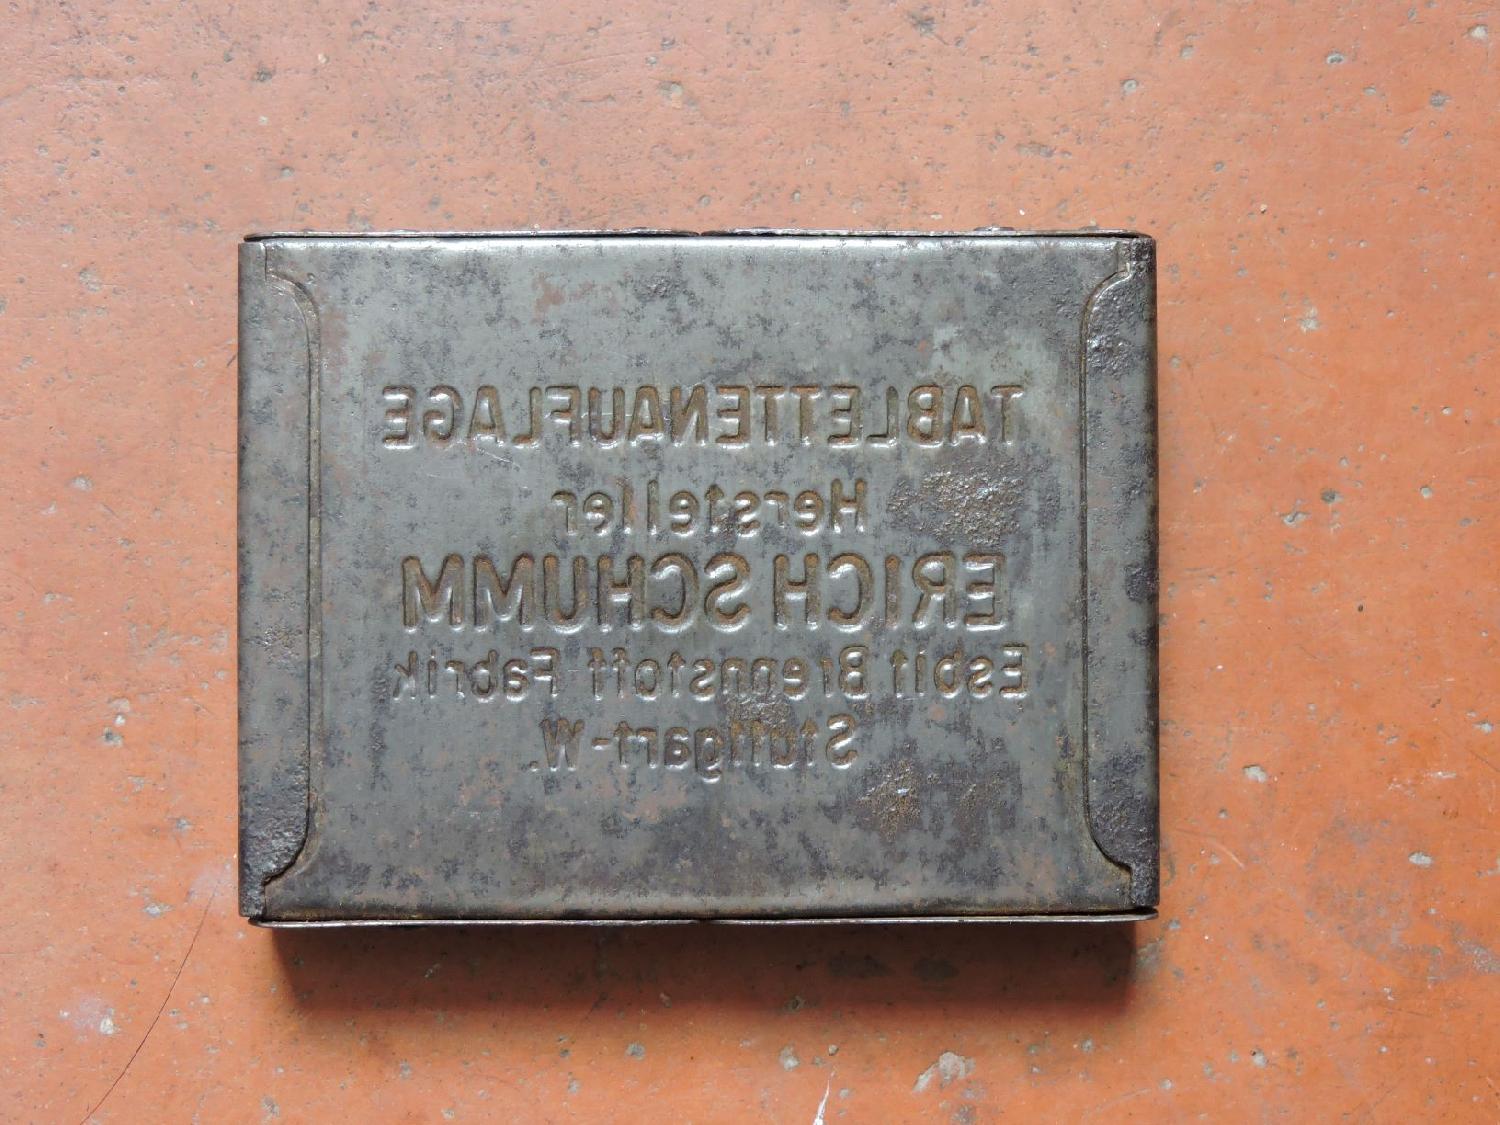 TABLETTENAUFLAGE
Hersteller
ERICH SCHUMM
Esbit Brennstoff Fabrik
Stuttgart-W.